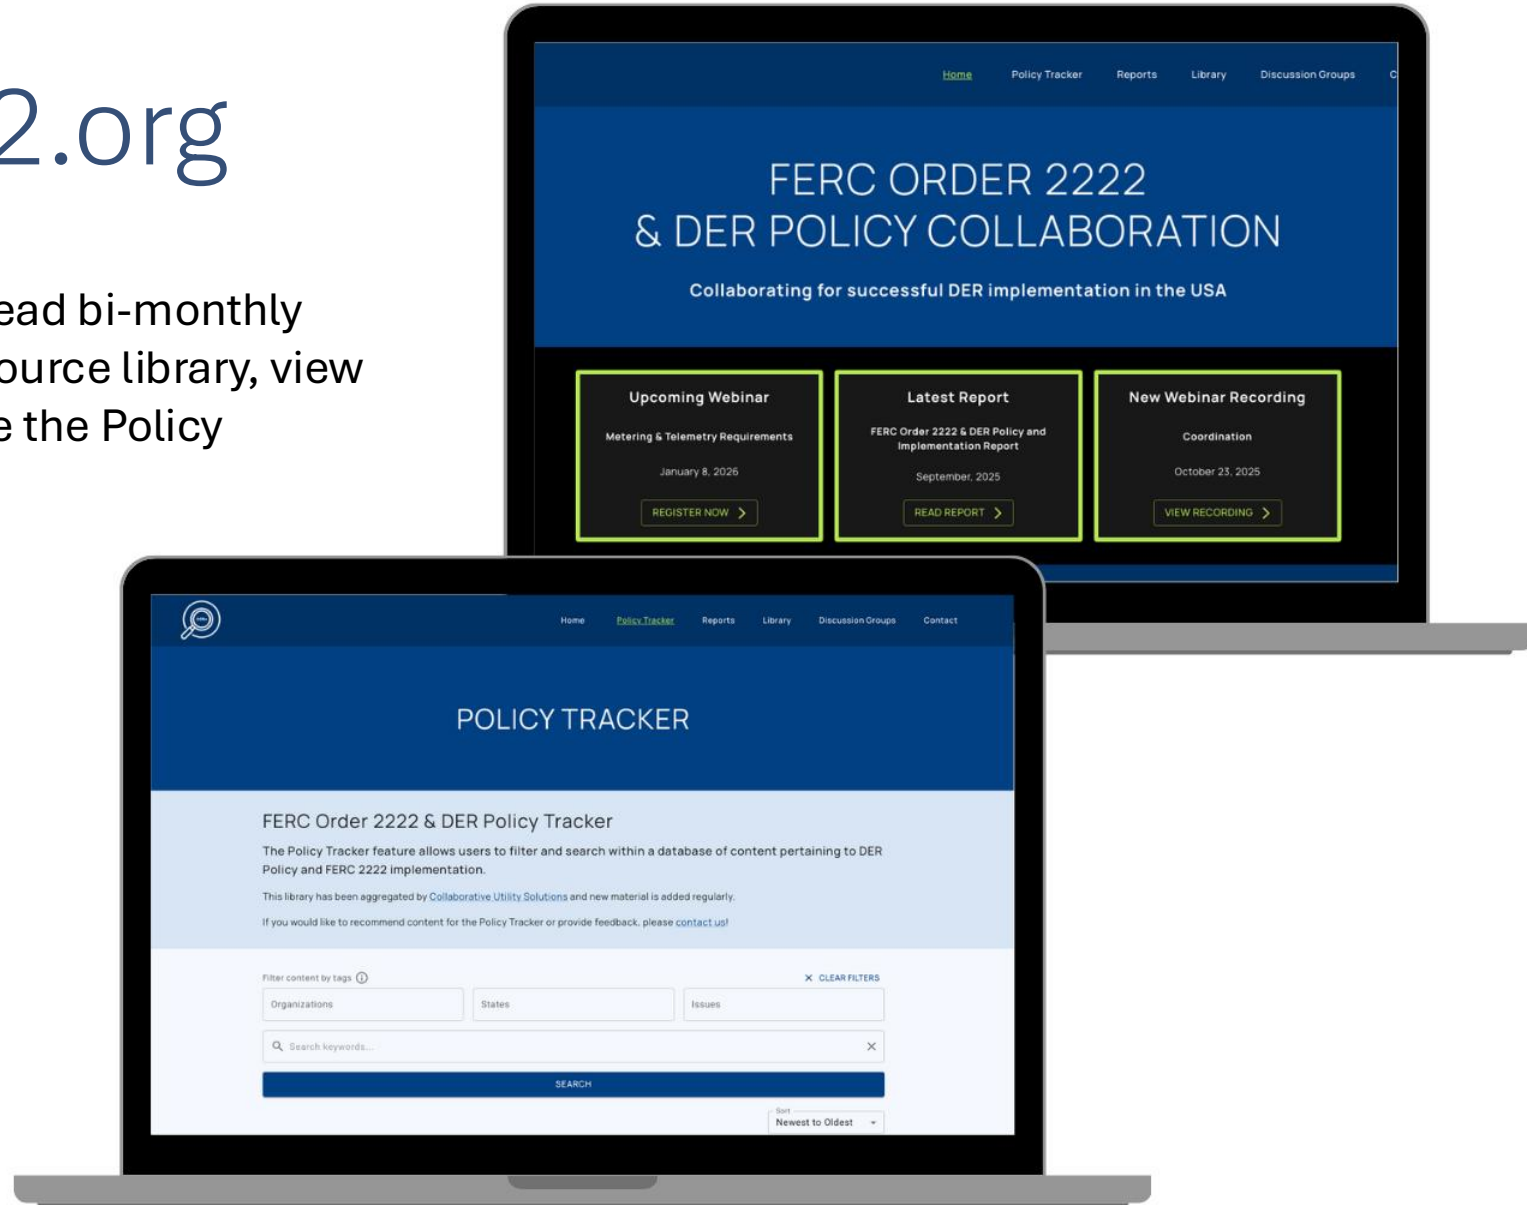 2.org
ead bi-monthly
ource library, view
e the Policy
Home Policy Tracker Reports Library Discussion Groups C
FERC ORDER 2222
& DER POLICY COLLABORATION
Collaborating for successful DER implementation in the USA
Upcoming Webinar
Metering & Telemetry Requirements
January 8, 2026
REGISTER NOW
Latest Report
FERC Order 2222 & DER Policy and
Implementation Report
September, 2025
READ REPORT
New Webinar Recording
Coordination
October 23, 2025
VIEW RECORDING
Home Policy Tracker Reports Library Discussion Groups Contact
POLICY TRACKER
FERC Order 2222 & DER Policy Tracker
The Policy Tracker feature allows users to filter and search within a database of content pertaining to DER
Policy and FERC 2222 implementation.
This library has been aggregated by Collaborative Utility Solutions and new material is added regularly.
If you would like to recommend content for the Policy Tracker or provide feedback, please contact us!
Filter content by tags CLEAR FILTERS
Organizations States Issues
Search keywords...
SEARCH
Sort
Newest to Oldest